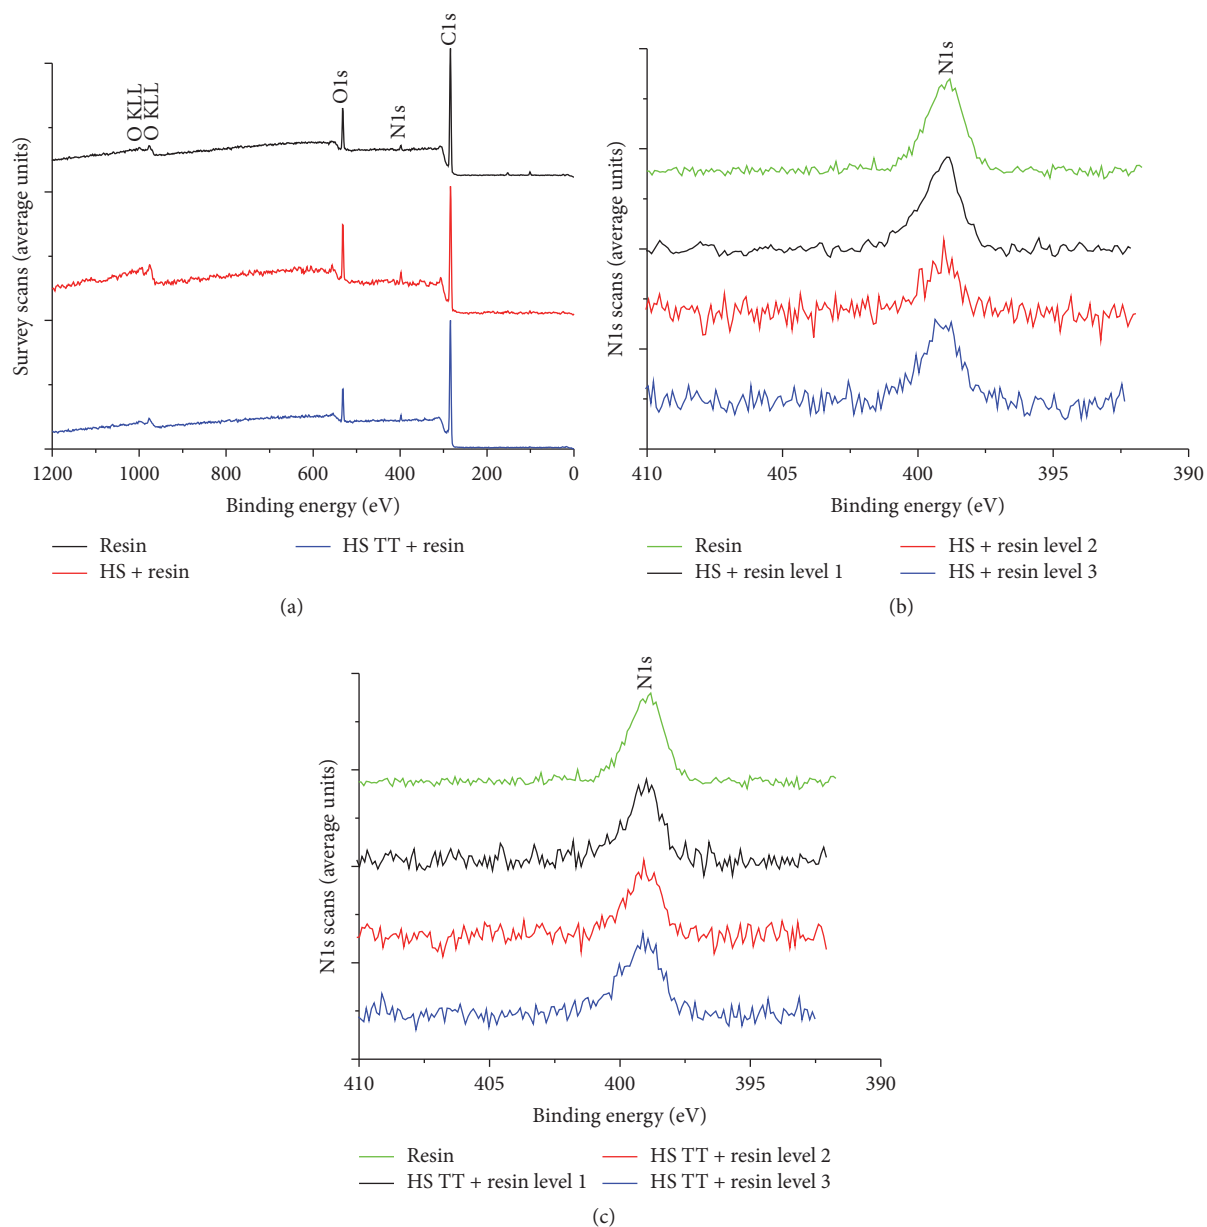 (a)
Survey scans (average units)
O KLL
O KLL
O1s
N1s
C1s
1200 1000 800 600 400 200 0
Binding energy (eV)
Resin
HS + resin
HS TT + resin
(a)
N1s scans (average units)
N1s
410 405 400 395 390
Binding energy (eV)
Resin
HS + resin level 1
HS + resin level 2
HS + resin level 3
(b)
N1s scans (average units)
N1s
410 405 400 395 390
Binding energy (eV)
Resin
HS TT + resin level 1
HS TT + resin level 2
HS TT + resin level 3
(c)